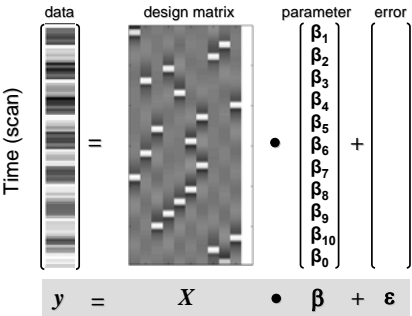 data design matrix parameter error
Time (scan)
= • +
β1
β2
β3
β4
β5
β6
β7
β8
β9
β10
β0
y = X • β + ε